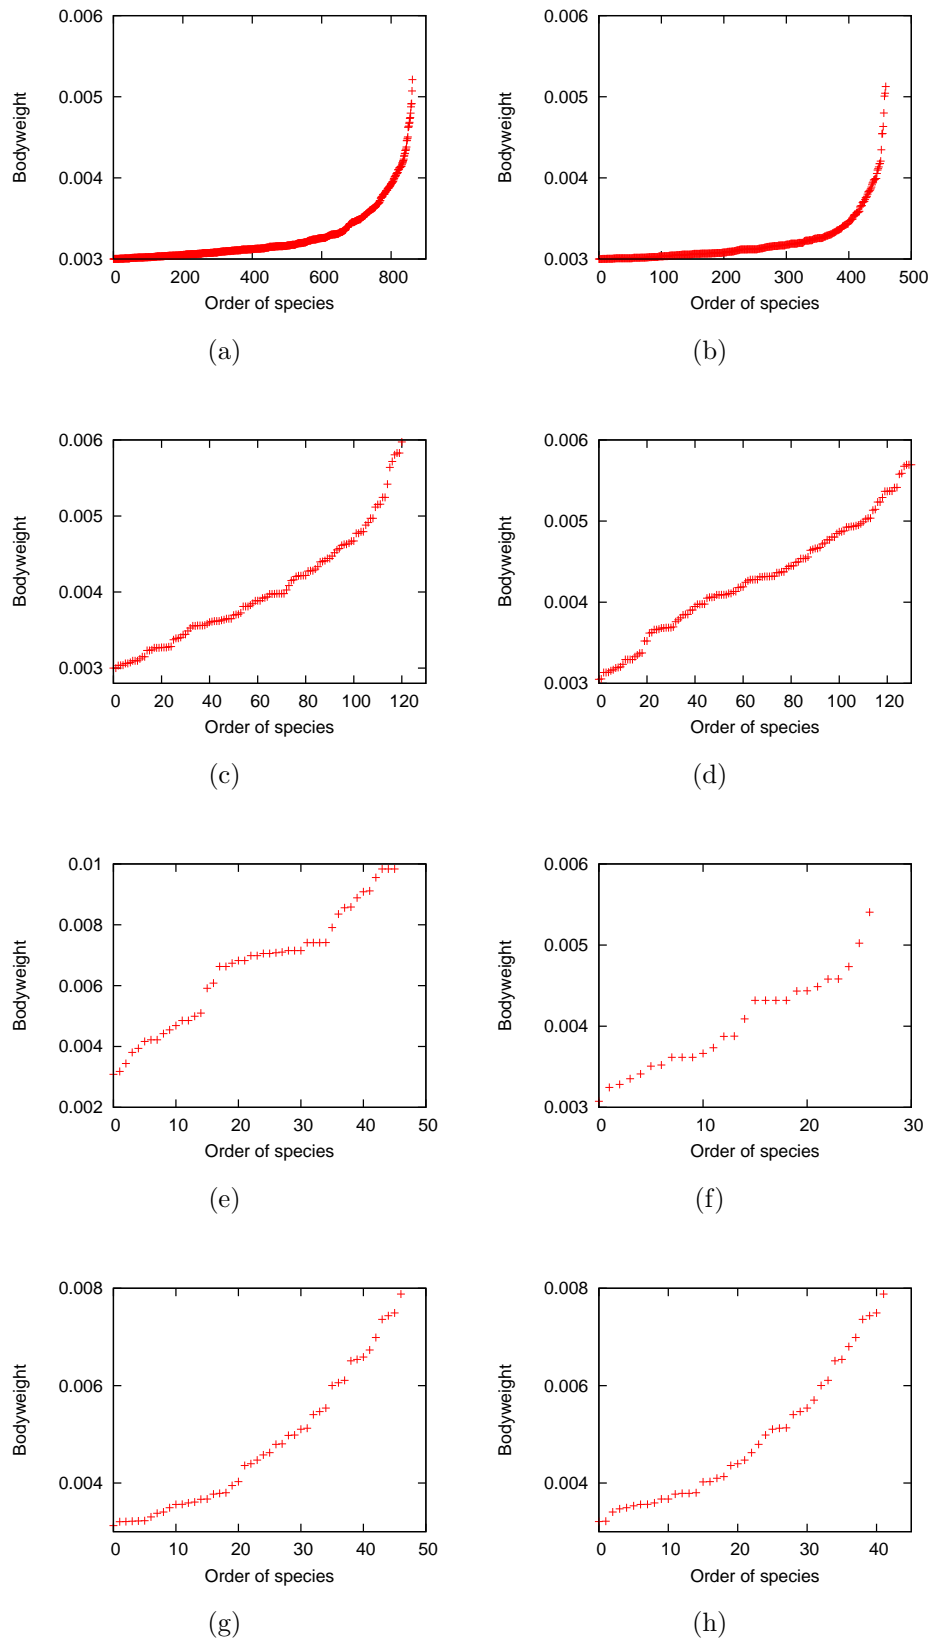 0.006
0.005
0.004
0.003
200 400 600 800
0
Bodyweight
Order of species
(a)
0.006
0.005
0.004
0.003
0 100 200 300 400 500
Bodyweight
Order of species
(b)
0.006
0.005
0.004
0.003
0 20 40 60 80 100 120
Bodyweight
Order of species
(c)
0.006
0.005
0.004
0.003
0 20 40 60 80 100 120
Bodyweight
Order of species
(d)
0.01
0.008
0.006
0.004
0.002
0 10 20 30 40 50
Bodyweight
Order of species
(e)
0.006
0.005
0.004
0.003
0 10 20 30
Bodyweight
Order of species
(f)
0.008
0.006
0.004
0 10 20 30 40 50
Bodyweight
Order of species
(g)
0.008
0.006
0.004
0 10 20 30 40
Bodyweight
Order of species
(h)